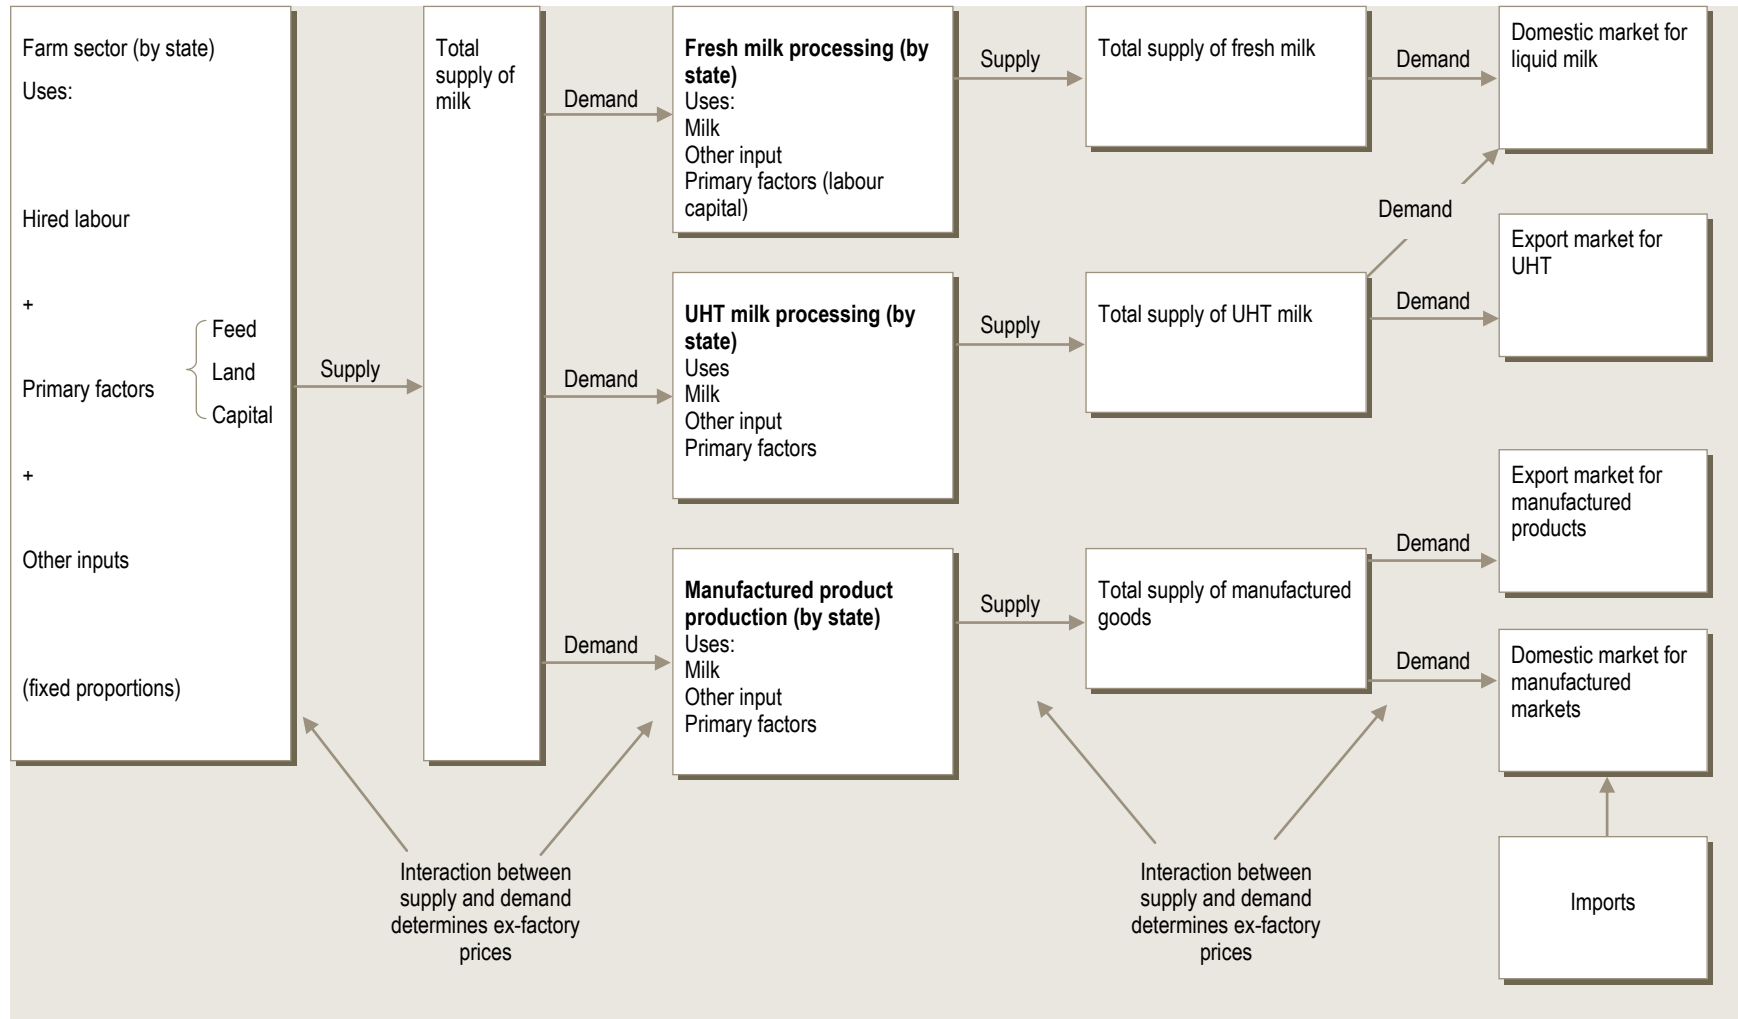 Farm sector (by state)
Uses:
Hired labour
+
Primary factors
Feed
Land
Capital
+
Other inputs
(fixed proportions)
Supply
Total
supply of
milk
Demand
Demand
Demand
Fresh milk processing (by
state)
Uses:
Milk
Other input
Primary factors (labour
capital)
UHT milk processing (by
state)
Uses
Milk
Other input
Primary factors
Manufactured product
production (by state)
Uses:
Milk
Other input
Primary factors
Supply
Supply
Supply
Total supply of fresh milk
Total supply of UHT milk
Total supply of manufactured
goods
Demand
Demand
Demand
Demand
Demand
Domestic market for
liquid milk
Export market for
UHT
Export market for
manufactured
products
Domestic market for
manufactured
markets
Imports
Interaction between
supply and demand
determines ex-factory
prices
Interaction between
supply and demand
determines ex-factory
prices